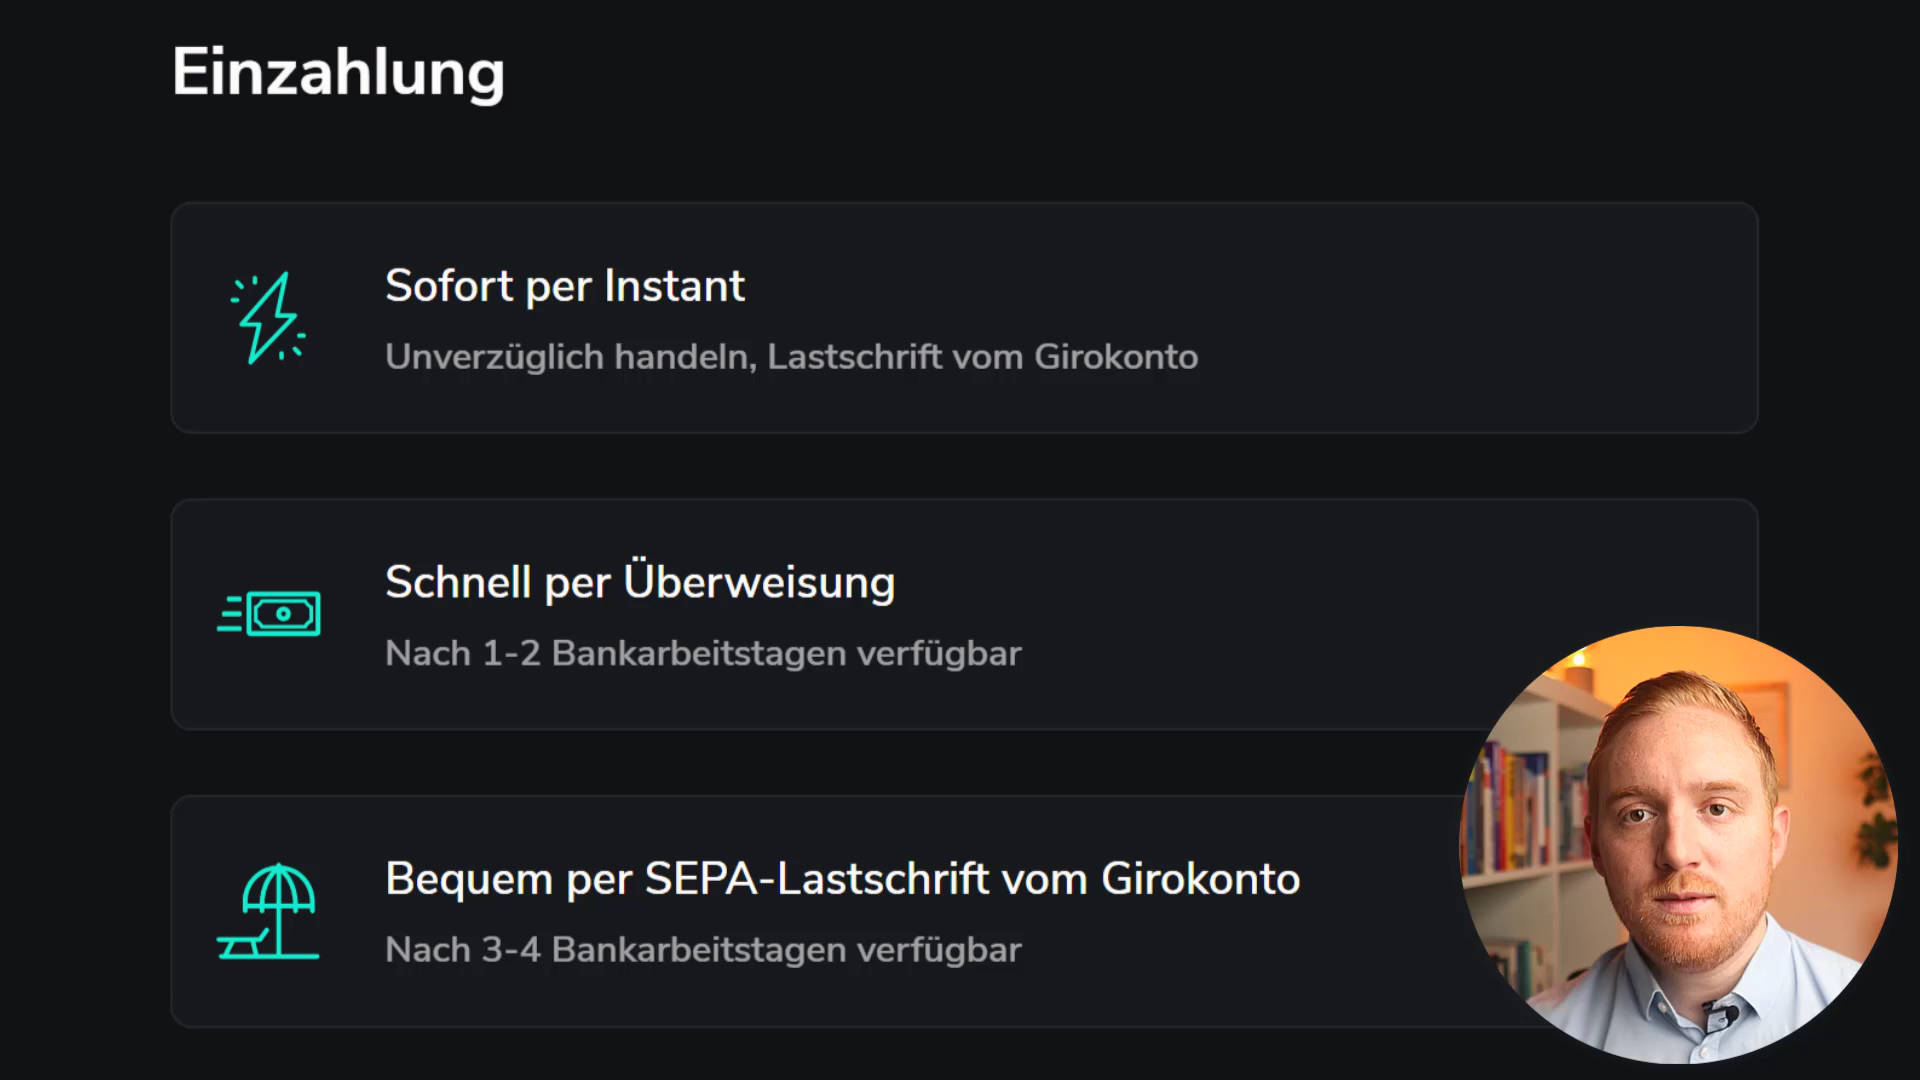 Einzahlung
Sofort per Instant
Unverzüglich handeln, Lastschrift vom Girokonto
Schnell per Überweisung
Nach 1-2 Bankarbeitstagen verfügbar
Bequem per SEPA-Lastschrift vom Girokonto
Nach 3-4 Bankarbeitstagen verfügbar